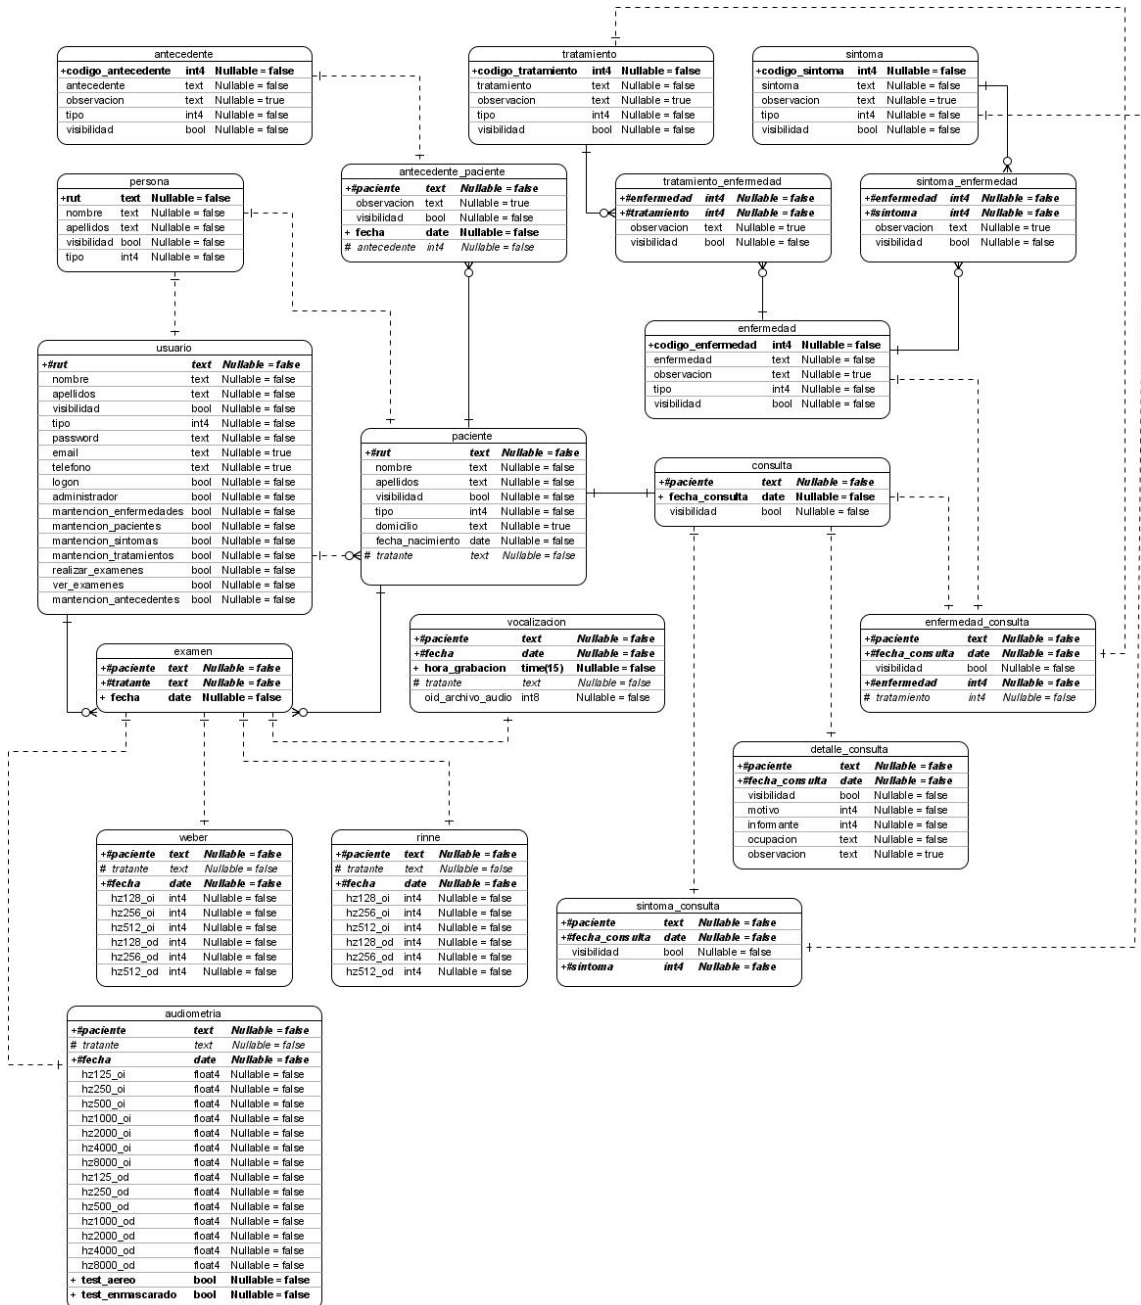 antecedente
+codigo_antecedente int4 Nullable = false
antecedente text Nullable = false
observacion text Nullable = true
tipo int4 Nullable = false
visibilidad bool Nullable = false
tratamiento
+codigo_tratamiento int4 Nullable = false
tratamiento text Nullable = false
observacion text Nullable = true
tipo int4 Nullable = false
visibilidad bool Nullable = false
sintoma
+codigo_sintoma int4 Nullable = false
sintoma text Nullable = false
observacion text Nullable = true
tipo int4 Nullable = false
visibilidad bool Nullable = false
persona
+rut text Nullable = false
nombre text Nullable = false
apellidos text Nullable = false
visibilidad bool Nullable = false
tipo int4 Nullable = false
antecedente_paciente
+#paciente text Nullable = false
observacion text Nullable = true
visibilidad bool Nullable = false
+ fecha date Nullable = false
# antecedente int4 Nullable = false
tratamiento_enfermedad
+#enfermedad int4 Nullable = false
+#tratamiento int4 Nullable = false
observacion text Nullable = true
visibilidad bool Nullable = false
sintoma_enfermedad
+#enfermedad int4 Nullable = false
+#sintoma int4 Nullable = false
observacion text Nullable = true
visibilidad bool Nullable = false
enfermedad
+codigo_enfermedad int4 Nullable = false
enfermedad text Nullable = false
observacion text Nullable = true
tipo int4 Nullable = false
visibilidad bool Nullable = false
usuario
+#rut text Nullable = false
nombre text Nullable = false
apellidos text Nullable = false
visibilidad bool Nullable = false
tipo int4 Nullable = false
password text Nullable = false
email text Nullable = true
telefono text Nullable = true
logon bool Nullable = false
administrador bool Nullable = false
mantencion_enfermedades bool Nullable = false
mantencion_pacientes bool Nullable = false
mantencion_sintomas bool Nullable = false
mantencion_tratamientos bool Nullable = false
realizar_examenes bool Nullable = false
ver_examenes bool Nullable = false
mantencion_antecedentes bool Nullable = false
paciente
+#rut text Nullable = false
nombre text Nullable = false
apellidos text Nullable = false
visibilidad bool Nullable = false
tipo int4 Nullable = false
domicilio text Nullable = true
fecha_nacimiento date Nullable = false
# tratante text Nullable = false
consulta
+#paciente text Nullable = false
+ fecha_consulta date Nullable = false
visibilidad bool Nullable = false
examen
+#paciente text Nullable = false
+#tratante text Nullable = false
+ fecha date Nullable = false
vocalizacion
+#paciente text Nullable = false
+#fecha date Nullable = false
+ hora_grabacion time(15) Nullable = false
# tratante text Nullable = false
oid_archivo_audio int8 Nullable = false
enfermedad_consulta
+#paciente text Nullable = false
+#fecha_consulta date Nullable = false
visibilidad bool Nullable = false
+#enfermedad int4 Nullable = false
# tratamiento int4 Nullable = false
detalle_consulta
+#paciente text Nullable = false
+#fecha_consulta date Nullable = false
visibilidad bool Nullable = false
motivo int4 Nullable = false
informante int4 Nullable = false
ocupacion text Nullable = false
observacion text Nullable = true
weber
+#paciente text Nullable = false
# tratante text Nullable = false
+#fecha date Nullable = false
hz128_oi int4 Nullable = false
hz256_oi int4 Nullable = false
hz512_oi int4 Nullable = false
hz128_od int4 Nullable = false
hz256_od int4 Nullable = false
hz512_od int4 Nullable = false
rinne
+#paciente text Nullable = false
# tratante text Nullable = false
+#fecha date Nullable = false
hz128_oi int4 Nullable = false
hz256_oi int4 Nullable = false
hz512_oi int4 Nullable = false
hz128_od int4 Nullable = false
hz256_od int4 Nullable = false
hz512_od int4 Nullable = false
sintoma_consulta
+#paciente text Nullable = false
+#fecha_consulta date Nullable = false
visibilidad bool Nullable = false
+#sintoma int4 Nullable = false
audiometria
+#paciente text Nullable = false
# tratante text Nullable = false
+#fecha date Nullable = false
hz125_oi float4 Nullable = false
hz250_oi float4 Nullable = false
hz500_oi float4 Nullable = false
hz1000_oi float4 Nullable = false
hz2000_oi float4 Nullable = false
hz4000_oi float4 Nullable = false
hz8000_oi float4 Nullable = false
hz125_od float4 Nullable = false
hz250_od float4 Nullable = false
hz500_od float4 Nullable = false
hz1000_od float4 Nullable = false
hz2000_od float4 Nullable = false
hz4000_od float4 Nullable = false
hz8000_od float4 Nullable = false
+ test_aereo bool Nullable = false
+ test_enmascarado bool Nullable = false